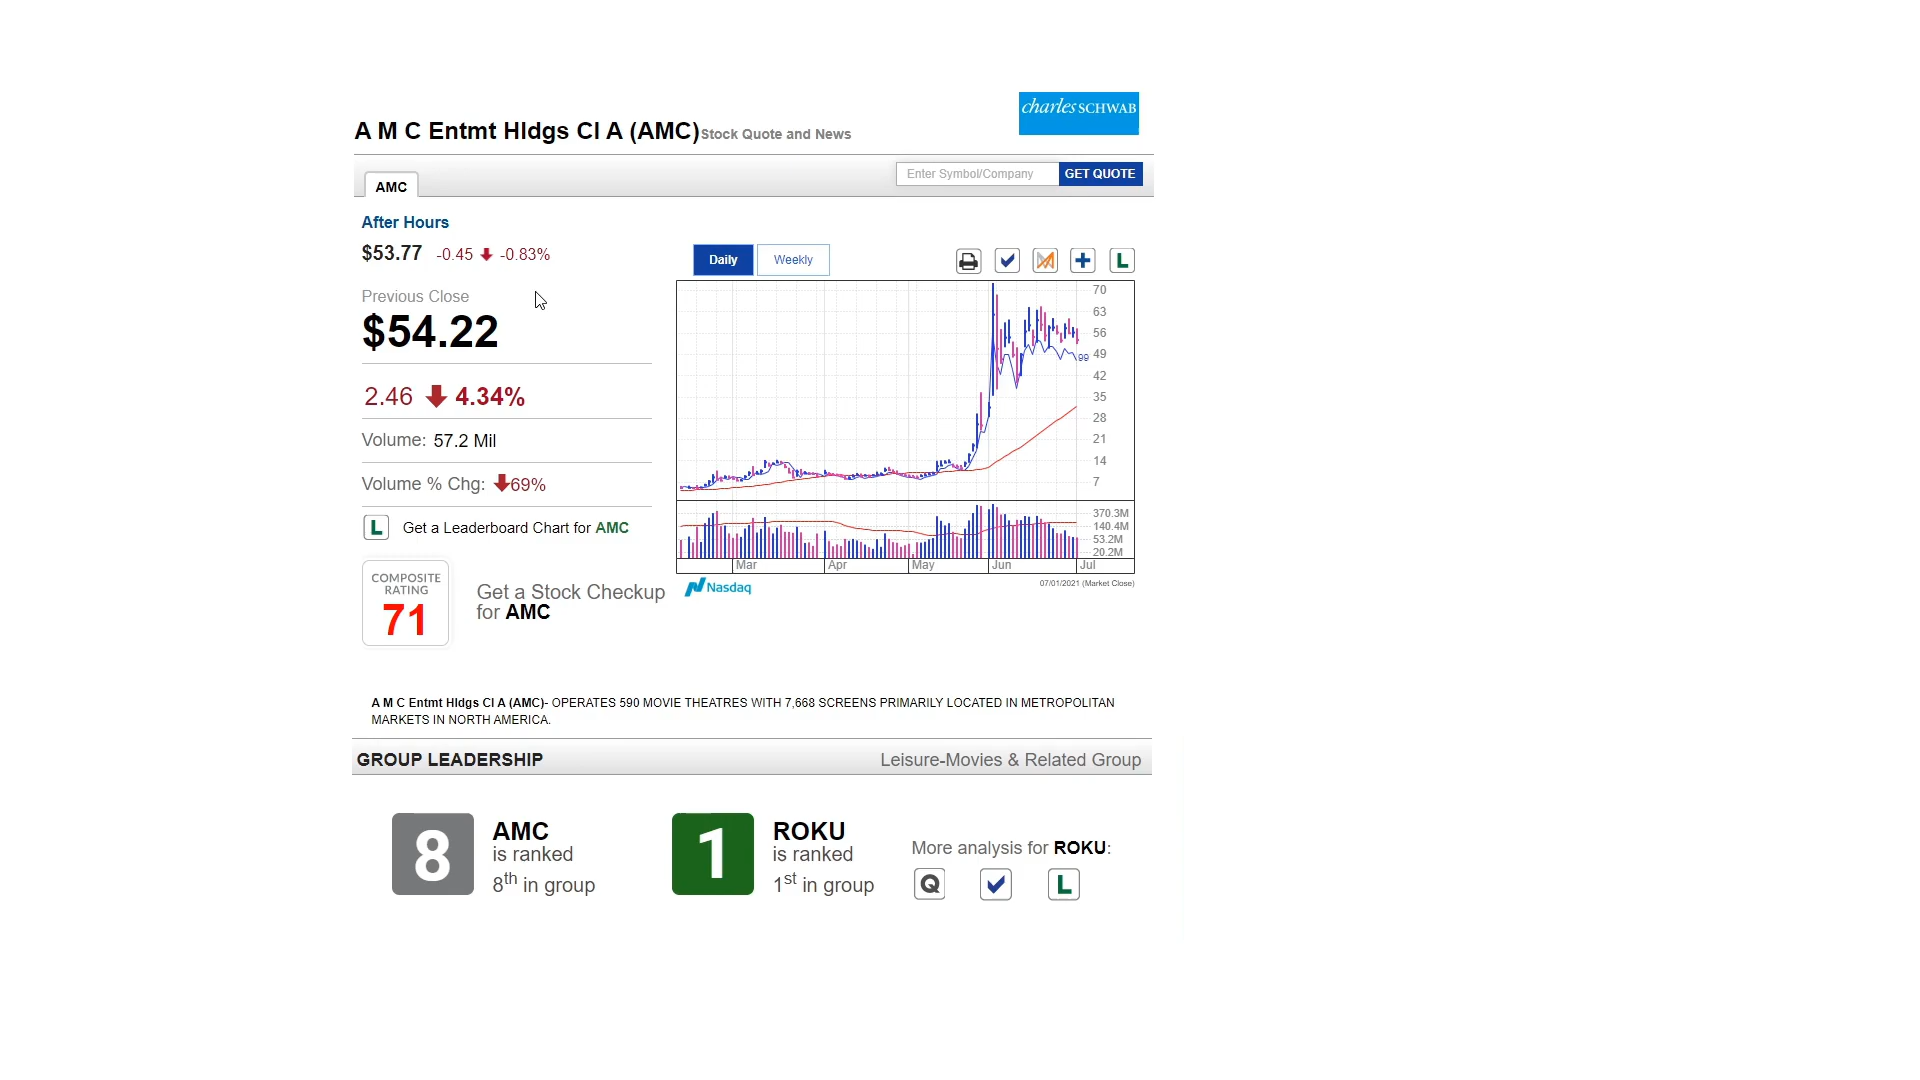 charles SCHWAB
A M C Entmt Hldgs Cl A (AMC) Stock Quote and News
Enter Symbol/Company GET QUOTE
AMC
After Hours
$53.77 -0.45 -0.83%
Daily Weekly
L
Previous Close
$54.22
2.46 4.34%
Volume: 57.2 Mil
Volume % Chg: 69%
L Get a Leaderboard Chart for AMC
70
63
56
49
99
42
35
28
21
14
7
370.3M
140.4M
53.2M
20.2M
Mar Apr May Jun Jul
Nasdaq
07/01/2021 (Market Close)
COMPOSITE
RATING
71
Get a Stock Checkup
for AMC
A M C Entmt Hldgs Cl A (AMC)- OPERATES 590 MOVIE THEATRES WITH 7,668 SCREENS PRIMARILY LOCATED IN METROPOLITAN
MARKETS IN NORTH AMERICA.
GROUP LEADERSHIP Leisure-Movies & Related Group
8
AMC
is ranked
8th in group
1
ROKU
is ranked
1st in group
More analysis for ROKU:
Q L